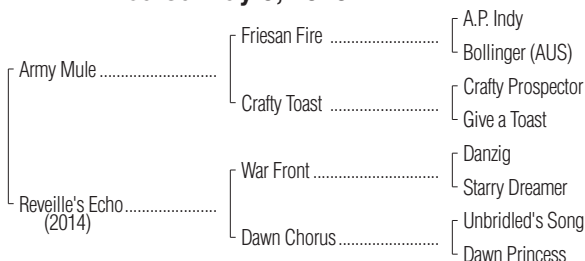 A.P. Indy
Friesan Fire
Bollinger (AUS)
Army Mule
Crafty Prospector
Crafty Toast
Give a Toast
Danzig
War Front
Starry Dreamer
Reveille's Echo
(2014)
Unbridled's Song
Dawn Chorus
Dawn Princess